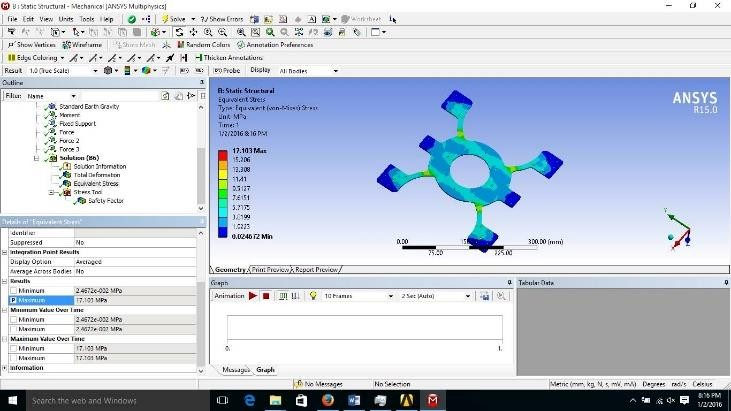 B : Static Structural - Mechanical [ANSYS Multiphysics]
File Edit View Units Tools Help Solve ?/ Show Errors Worksheet
Show Vertices Wireframe Show Mesh Random Colors Annotation Preferences
Edge Coloring Thicken Annotations
Result 1.0 (True Scale) Probe Display All Bodies
Outline
Filter: Name
Standard Earth Gravity
Moment
Fixed Support
Force
Force 2
Force 3
Solution (B6)
Solution Information
Total Deformation
Equivalent Stress
Stress Tool
Safety Factor
Details of "Equivalent Stress"
Identifier
Suppressed No
Integration Point Results
Display Option Averaged
Average Across Bodies No
Results
Minimum 2.4672e-002 MPa
P Maximum 17.103 MPa
Minimum Value Over Time
Minimum 2.4672e-002 MPa
Maximum 2.4672e-002 MPa
Maximum Value Over Time
Minimum 17.103 MPa
Maximum 17.103 MPa
Information
B: Static Structural
Equivalent Stress
Type: Equivalent (von-Mises) Stress
Unit: MPa
Time: 1
1/2/2016 8:16 PM
17.103 Max
15.206
13.308
11.41
9.5127
7.6151
5.7175
3.8199
1.9223
0.024672 Min
ANSYS
R15.0
0.00 300.00 (mm)
75.00 225.00
Geometry Print Preview Report Preview
Graph
Animation 10 Frames 2 Sec (Auto)
0. 1.
Messages Graph
Tabular Data
No Messages No Selection Metric (mm, kg, N, s, mV, mA) Degrees rad/s Celsius
Search the web and Windows
8:16 PM
1/2/2016